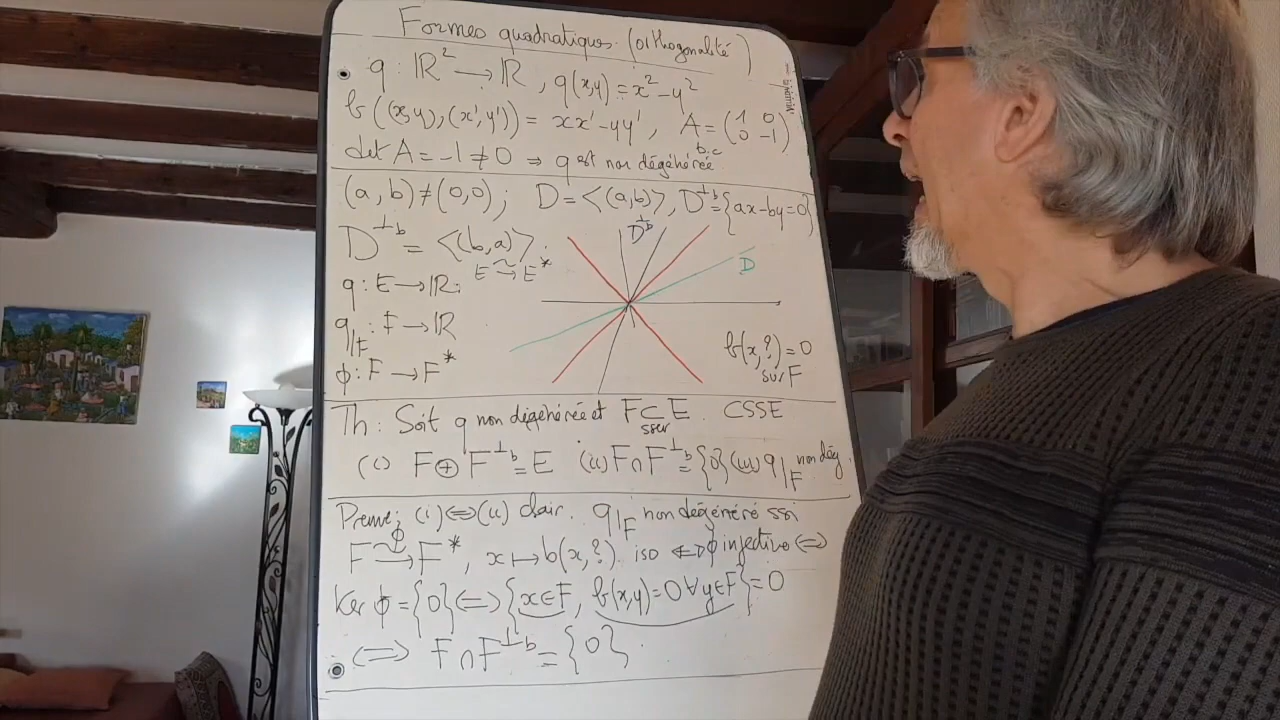 Formes quadratiques (orthogonalité)
q : ℝ² → ℝ, q(x,y) = x² - y²
b((x,y),(x',y')) = xx' - yy', A = (1 0
b.c 0 -1)
det A = -1 ≠ 0 ⇒ q est non dégénérée
(a, b) ≠ (0,0) ; D = <(a,b)>, D^⊥b = {ax - by = 0}
D^⊥b = <(b,a)>.
E ⥲ E*
q : E → ℝ :
q|F : F → ℝ
φ : F → F*
D^⊥b
D
b(x,?) = 0
sur F
Th : Soit q non dégénérée et F ⊂ E. CSSE
ssev
(i) F ⊕ F^⊥b = E (ii) F ∩ F^⊥b = {0} (iii) q|F non dég
Preuve : (i) ⟺ (ii) clair. q|F non dégénéré ssi
φ
F ⥲ F*, x ↦ b(x,?) iso ⟺ φ injective ⟺
Ker φ = {0} ⟺ {x ∈ F, b(x,y) = 0 ∀ y ∈ F} = 0
⟺ F ∩ F^⊥b = {0}